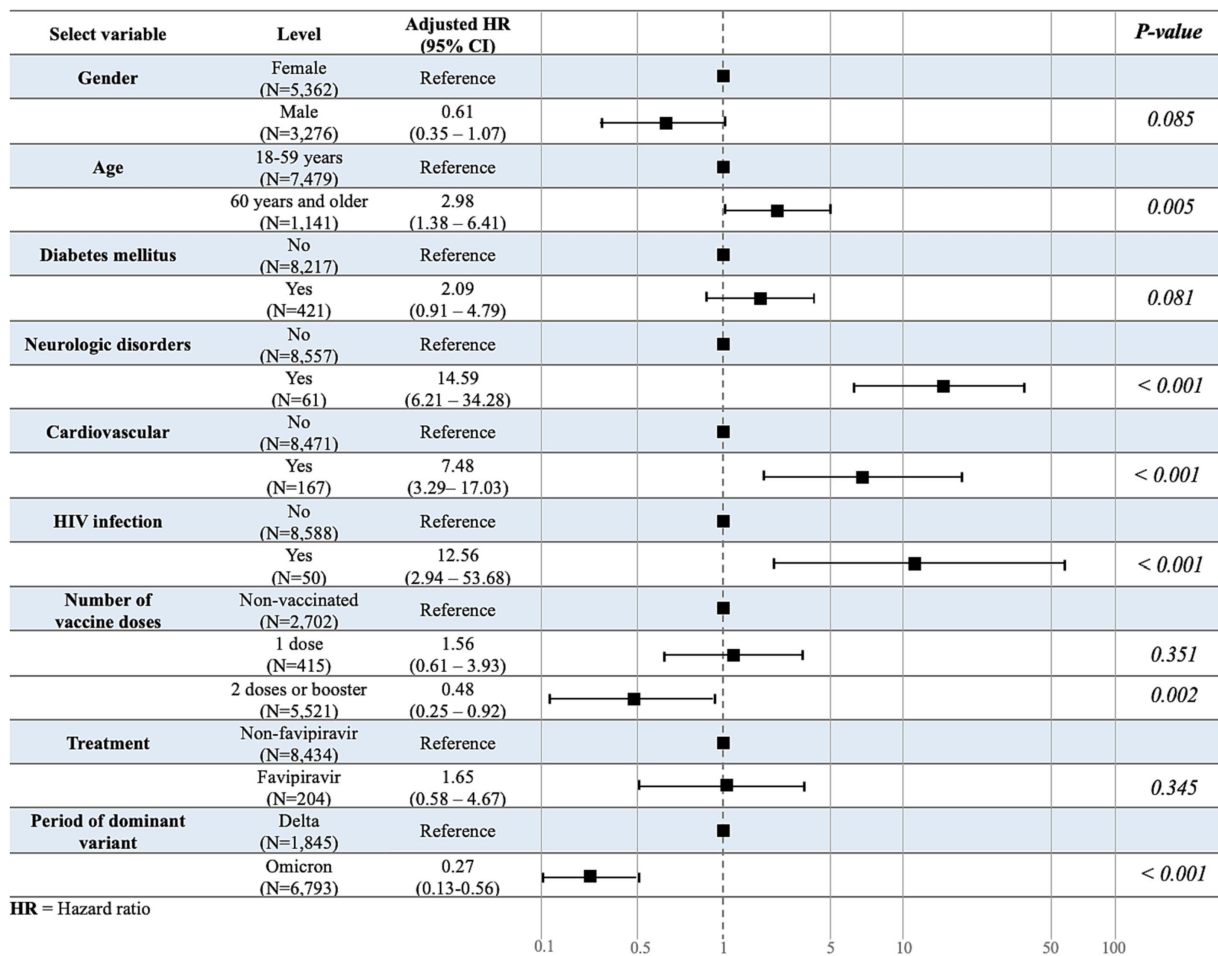 Select variable Level Adjusted HR (95% CI) P-value
Gender Female (N=5,362) Reference
Male (N=3,276) 0.61 (0.35 – 1.07) 0.085
Age 18-59 years (N=7,479) Reference
60 years and older (N=1,141) 2.98 (1.38 – 6.41) 0.005
Diabetes mellitus No (N=8,217) Reference
Yes (N=421) 2.09 (0.91 – 4.79) 0.081
Neurologic disorders No (N=8,557) Reference
Yes (N=61) 14.59 (6.21 – 34.28) < 0.001
Cardiovascular No (N=8,471) Reference
Yes (N=167) 7.48 (3.29– 17.03) < 0.001
HIV infection No (N=8,588) Reference
Yes (N=50) 12.56 (2.94 – 53.68) < 0.001
Number of vaccine doses Non-vaccinated (N=2,702) Reference
1 dose (N=415) 1.56 (0.61 – 3.93) 0.351
2 doses or booster (N=5,521) 0.48 (0.25 – 0.92) 0.002
Treatment Non-favipiravir (N=8,434) Reference
Favipiravir (N=204) 1.65 (0.58 – 4.67) 0.345
Period of dominant variant Delta (N=1,845) Reference
Omicron (N=6,793) 0.27 (0.13-0.56) < 0.001
HR = Hazard ratio
0.1 0.5 1 5 10 50 100